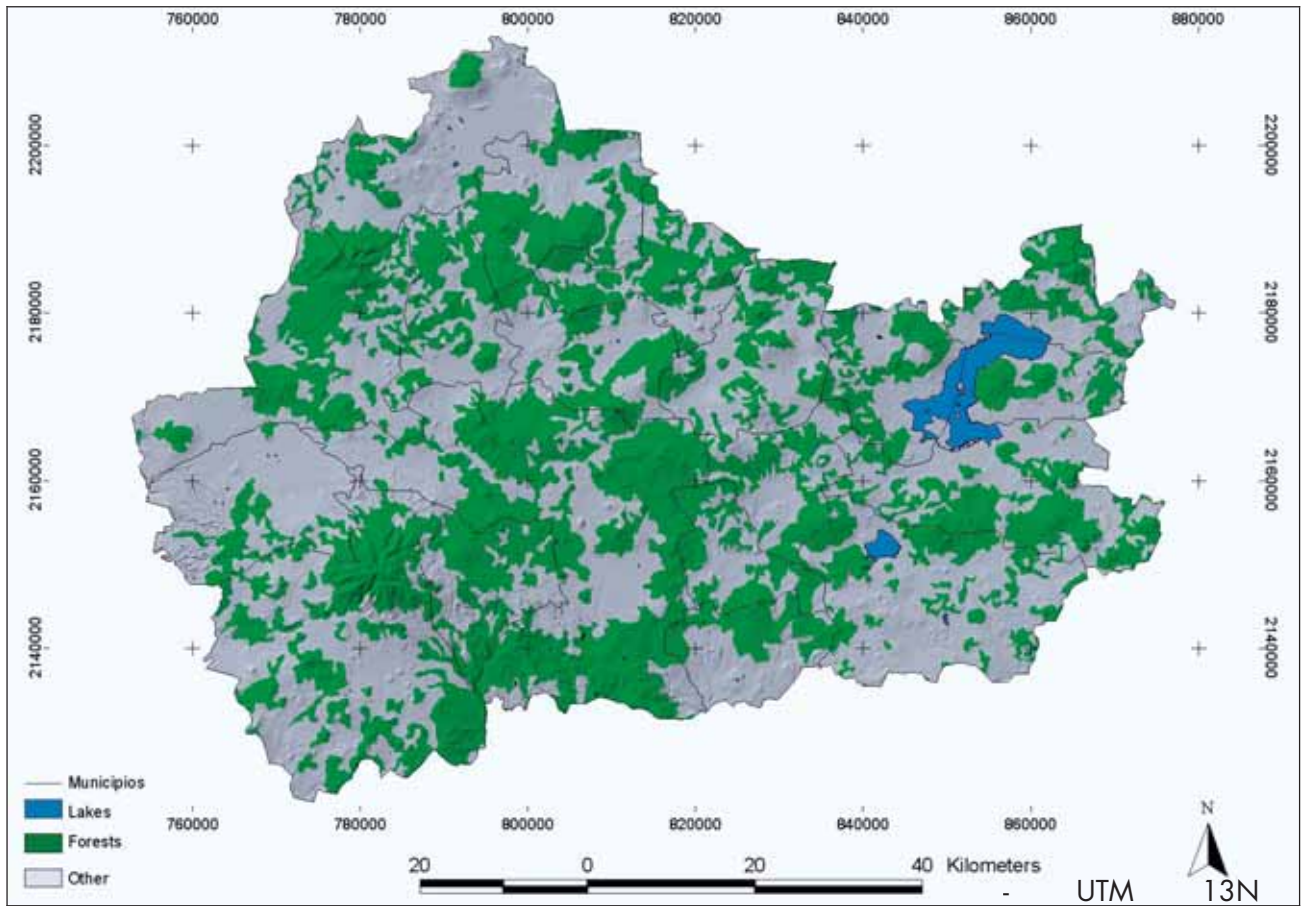 760000 780000 800000 820000 840000 860000 880000
2200000 2200000
2180000 2180000
2160000 2160000
2140000 2140000
Municipios
Lakes
Forests
Other
760000 780000 800000 820000 840000 860000
N
20 0 20 40 Kilometers
- UTM 13N